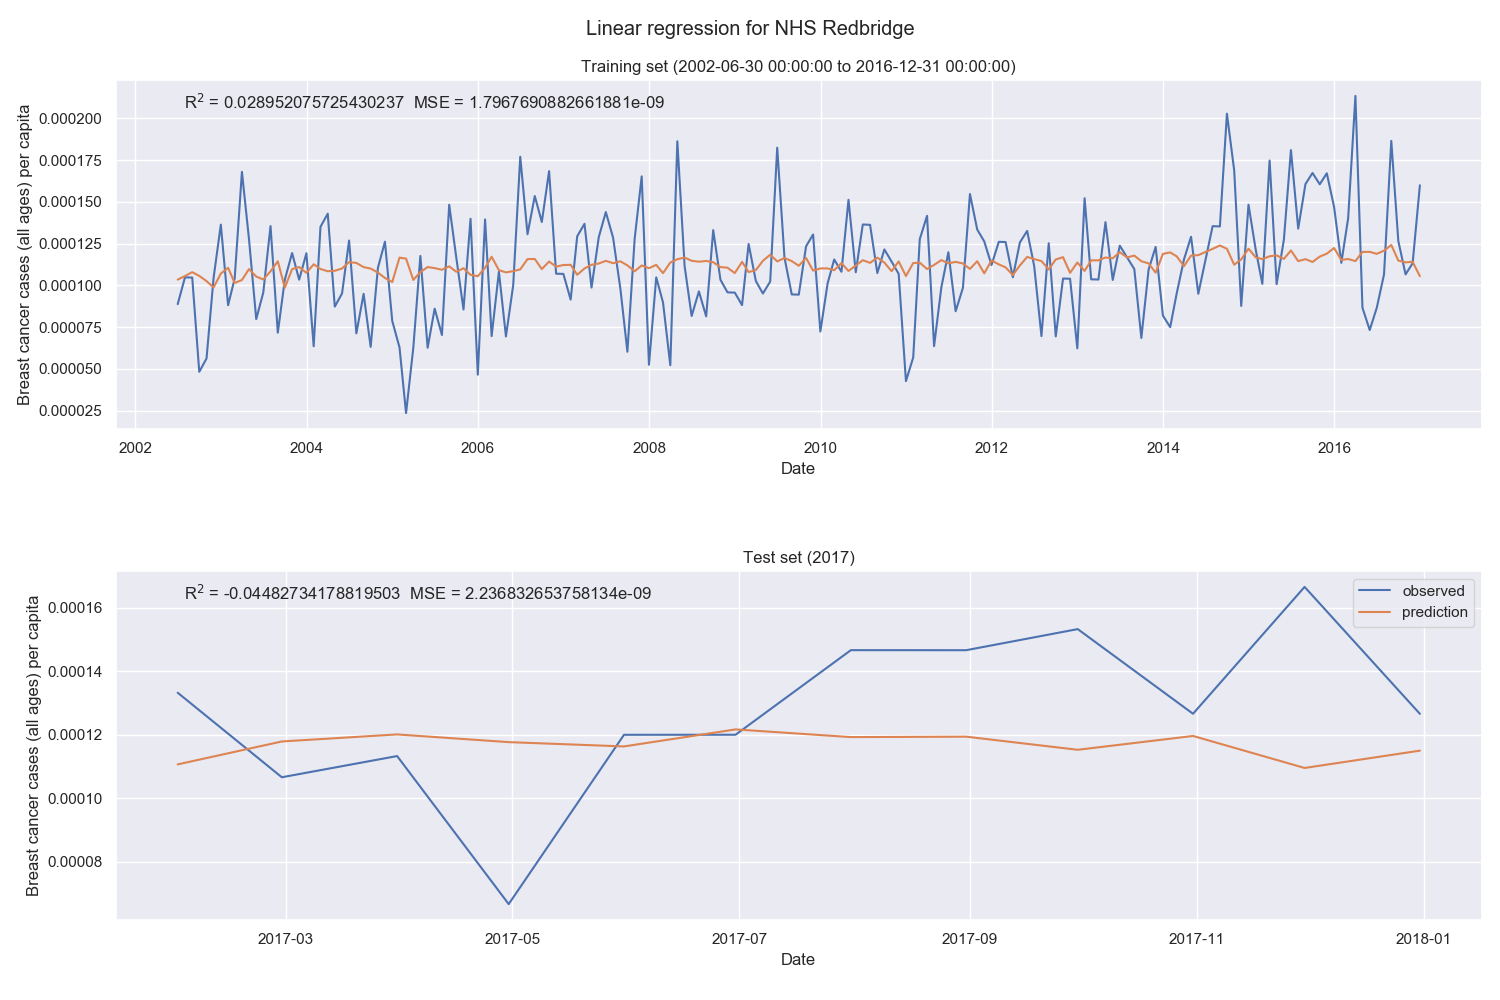 Linear regression for NHS Redbridge
Training set (2002-06-30 00:00:00 to 2016-12-31 00:00:00)
R² = 0.028952075725430237 MSE = 1.7967690882661881e-09
Breast cancer cases (all ages) per capita
0.000200
0.000175
0.000150
0.000125
0.000100
0.000075
0.000050
0.000025
2002 2004 2006 2008 2010 2012 2014 2016
Date
Test set (2017)
R² = -0.04482734178819503 MSE = 2.236832653758134e-09
observed
prediction
Breast cancer cases (all ages) per capita
0.00016
0.00014
0.00012
0.00010
0.00008
2017-03 2017-05 2017-07 2017-09 2017-11 2018-01
Date